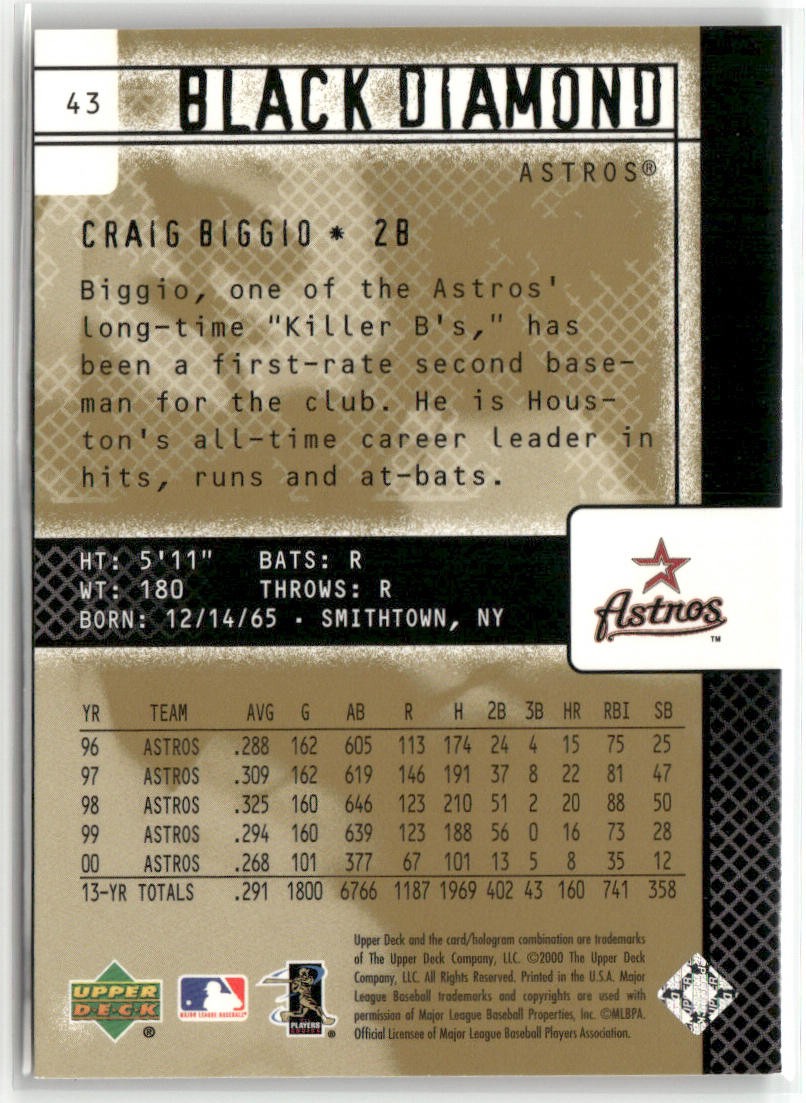 43
BLACK DIAMOND
ASTROS®
CRAIG BIGGIO * 2B
Biggio, one of the Astros'
long-time "Killer B's," has
been a first-rate second base-
man for the club. He is Hous-
ton's all-time career leader in
hits, runs and at-bats.
HT: 5'11" BATS: R
WT: 180 THROWS: R
BORN: 12/14/65 · SMITHTOWN, NY
Astros
TM
YR TEAM AVG G AB R H 2B 3B HR RBI SB
96 ASTROS .288 162 605 113 174 24 4 15 75 25
97 ASTROS .309 162 619 146 191 37 8 22 81 47
98 ASTROS .325 160 646 123 210 51 2 20 88 50
99 ASTROS .294 160 639 123 188 56 0 16 73 28
00 ASTROS .268 101 377 67 101 13 5 8 35 12
13-YR TOTALS .291 1800 6766 1187 1969 402 43 160 741 358
Upper Deck and the card/hologram combination are trademarks
of The Upper Deck Company, LLC. ©2000 The Upper Deck
Company, LLC. All Rights Reserved. Printed in the U.S.A. Major
League Baseball trademarks and copyrights are used with
permission of Major League Baseball Properties, Inc. ©MLBPA.
Official Licensee of Major League Baseball Players Association.
UPPER
DECK
®
MAJOR LEAGUE BASEBALL
PLAYERS
CHOICE
®